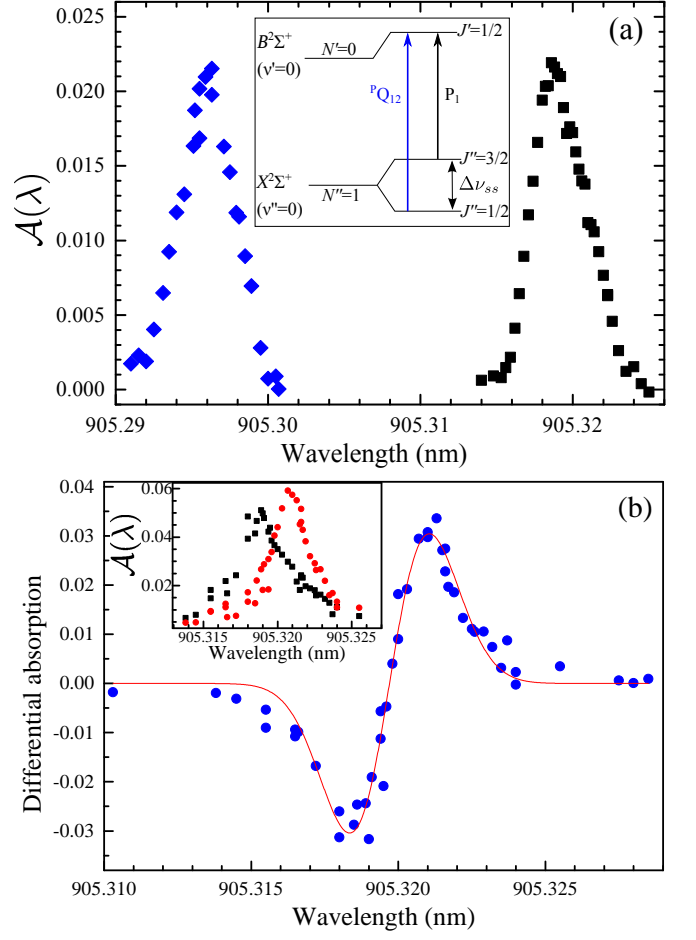 (a)
0.025
0.020
0.015
0.010
0.005
0.000
𝒜(λ)
B²Σ⁺
(ν'=0)
N'=0
J'=1/2
ᴾQ₁₂
P₁
X²Σ⁺
(ν''=0)
N''=1
J''=3/2
Δν_ss
J''=1/2
905.29 905.30 905.31 905.32
Wavelength (nm)
(b)
0.04
0.03
0.02
0.01
0.00
-0.01
-0.02
-0.03
Differential absorption
𝒜(λ)
0.06
0.04
0.02
905.315 905.320 905.325
Wavelength (nm)
905.310 905.317 905.320 905.328
Wavelength (nm)